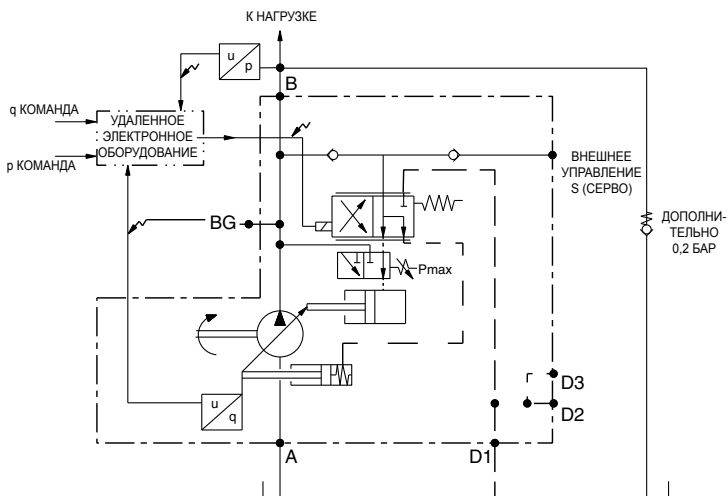 К НАГРУЗКЕ
u
p
B
q КОМАНДА
УДАЛЕННОЕ
ЭЛЕКТРОННОЕ
ОБОРУДОВАНИЕ
p КОМАНДА
ВНЕШНЕЕ
УПРАВЛЕНИЕ
S (СЕРВО)
ДОПОЛНИ-
ТЕЛЬНО
0,2 БАР
BG
Pmax
u
q
D3
D2
A
D1